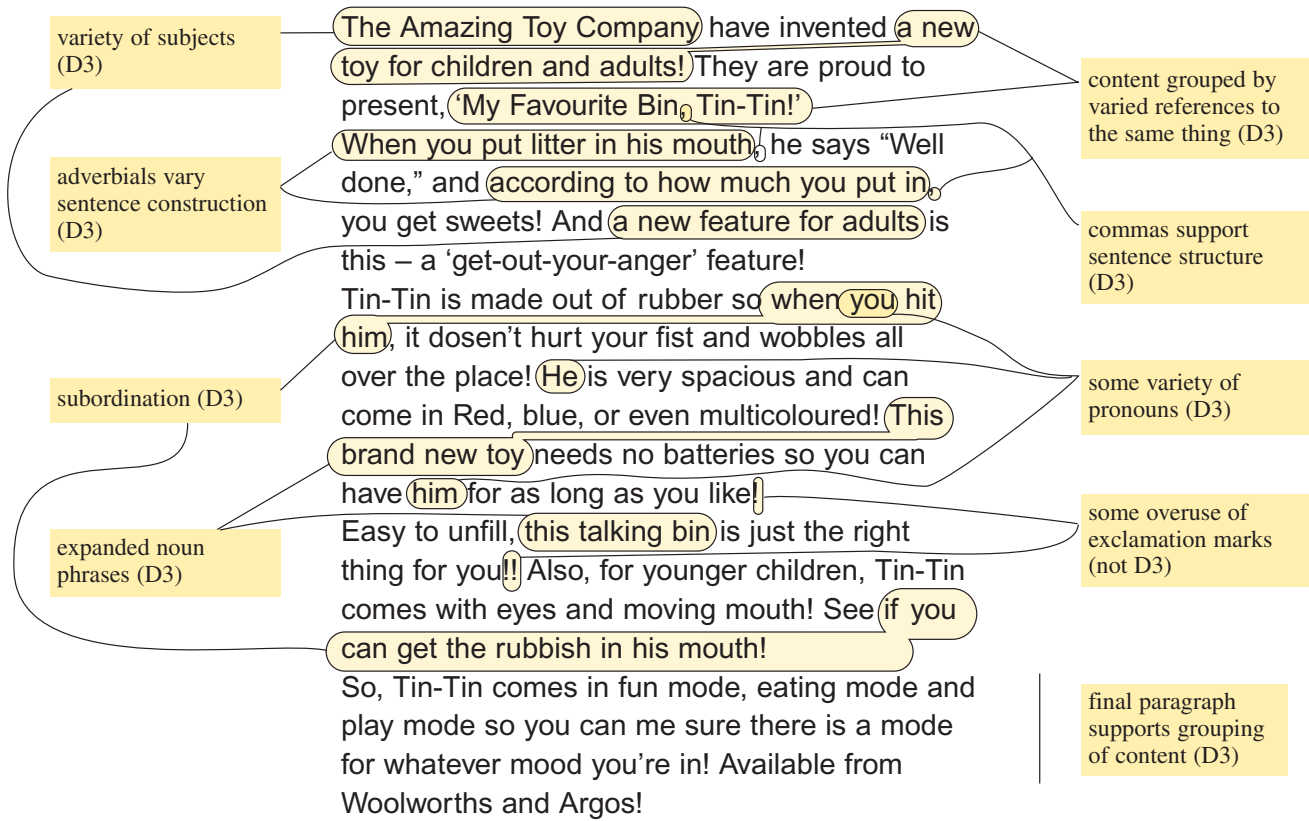 variety of subjects
(D3)
adverbials vary
sentence construction
(D3)
subordination (D3)
expanded noun
phrases (D3)
The Amazing Toy Company have invented a new
toy for children and adults! They are proud to
present, ‘My Favourite Bin, Tin-Tin!’
When you put litter in his mouth, he says “Well
done,” and according to how much you put in,
you get sweets! And a new feature for adults is
this – a ‘get-out-your-anger’ feature!
Tin-Tin is made out of rubber so when you hit
him, it dosen't hurt your fist and wobbles all
over the place! He is very spacious and can
come in Red, blue, or even multicoloured! This
brand new toy needs no batteries so you can
have him for as long as you like!
Easy to unfill, this talking bin is just the right
thing for you!! Also, for younger children, Tin-Tin
comes with eyes and moving mouth! See if you
can get the rubbish in his mouth!
So, Tin-Tin comes in fun mode, eating mode and
play mode so you can me sure there is a mode
for whatever mood you're in! Available from
Woolworths and Argos!
content grouped by
varied references to
the same thing (D3)
commas support
sentence structure
(D3)
some variety of
pronouns (D3)
some overuse of
exclamation marks
(not D3)
final paragraph
supports grouping
of content (D3)